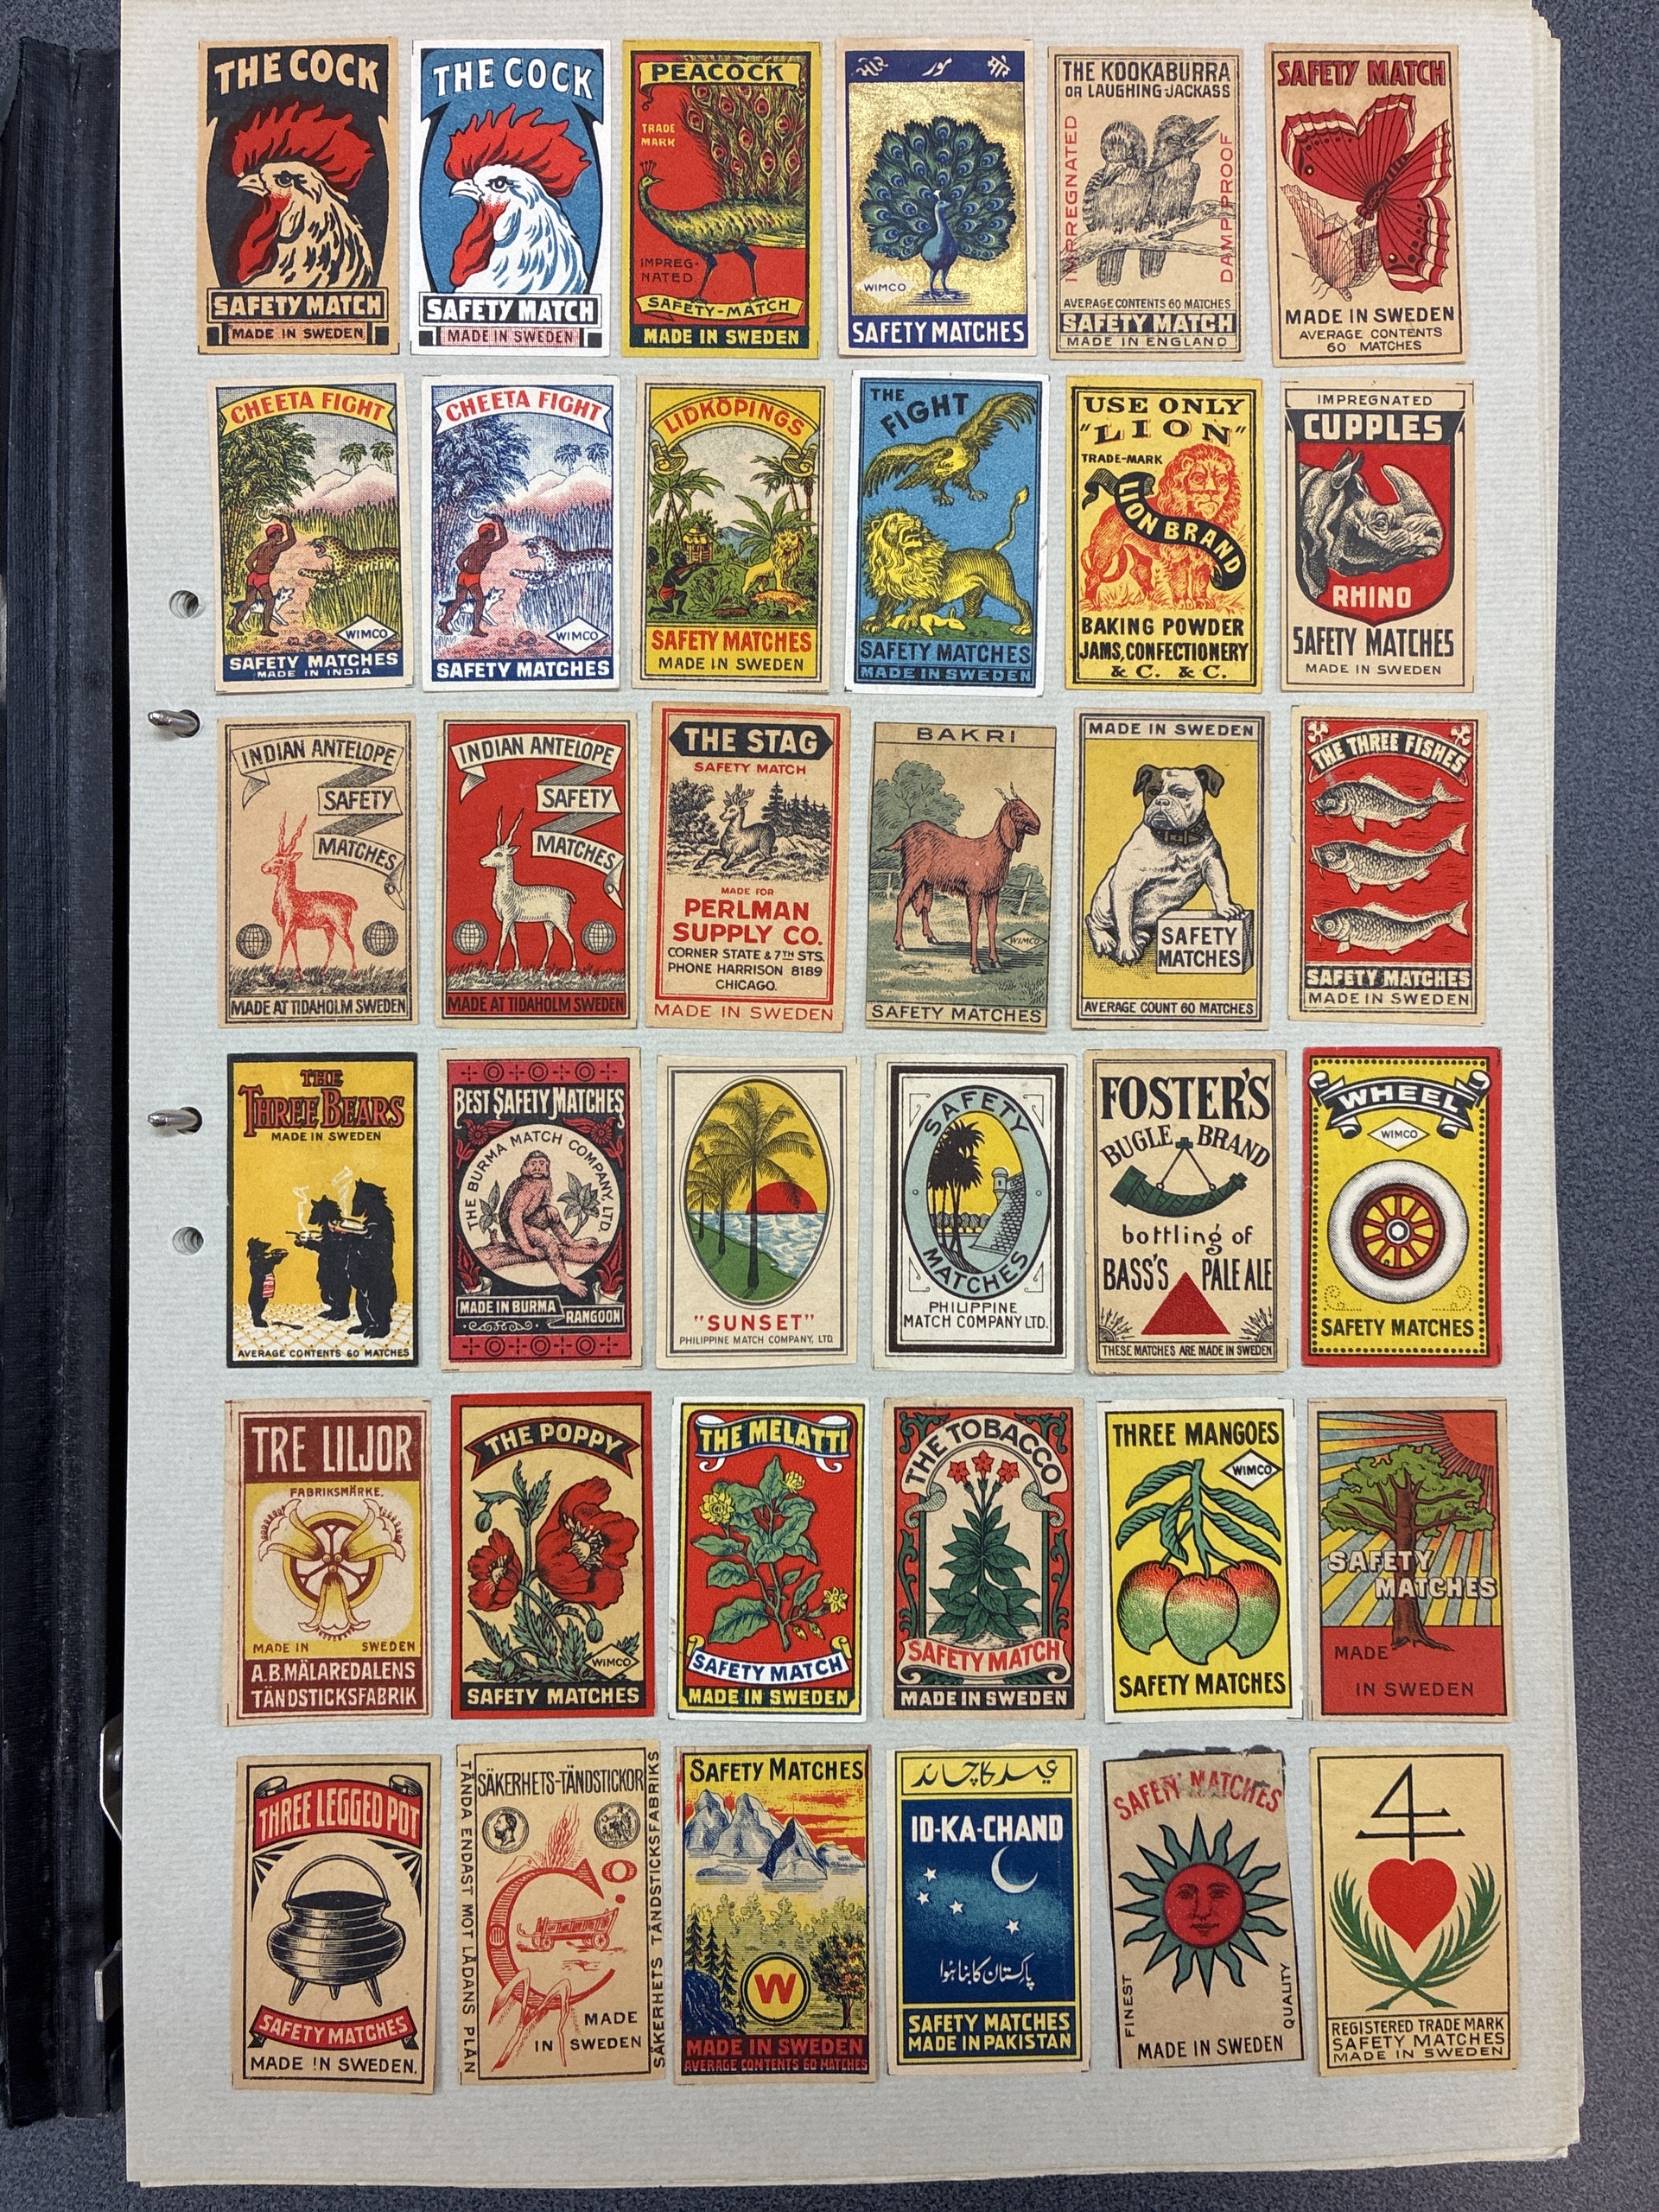 THE COCK
SAFETY MATCH
MADE IN SWEDEN
THE COCK
SAFETY MATCH
MADE IN SWEDEN
PEACOCK
TRADE
MARK
IMPREG-
NATED
SAFETY-MATCH
MADE IN SWEDEN
મોર مور मोर
WIMCO
SAFETY MATCHES
THE KOOKABURRA
OR LAUGHING JACKASS
IMPREGNATED
DAMP PROOF
AVERAGE CONTENTS 60 MATCHES
SAFETY MATCH
MADE IN ENGLAND
SAFETY MATCH
MADE IN SWEDEN
AVERAGE CONTENTS
60 MATCHES
CHEETA FIGHT
WIMCO
SAFETY MATCHES
MADE IN INDIA
CHEETA FIGHT
WIMCO
SAFETY MATCHES
LIDKÖPINGS
SAFETY MATCHES
MADE IN SWEDEN
THE
FIGHT
SAFETY MATCHES
MADE IN SWEDEN
USE ONLY
"LION"
TRADE-MARK
LION BRAND
BAKING POWDER
JAMS, CONFECTIONERY
& C. & C.
IMPREGNATED
CUPPLES
RHINO
SAFETY MATCHES
MADE IN SWEDEN
INDIAN ANTELOPE
SAFETY
MATCHES
MADE AT TIDAHOLM SWEDEN
INDIAN ANTELOPE
SAFETY
MATCHES
MADE AT TIDAHOLM SWEDEN
THE STAG
SAFETY MATCH
MADE FOR
PERLMAN
SUPPLY CO.
CORNER STATE & 7TH STS.
PHONE HARRISON 8189
CHICAGO.
MADE IN SWEDEN
BAKRI
WIMCO
SAFETY MATCHES
MADE IN SWEDEN
SAFETY
MATCHES
AVERAGE COUNT 60 MATCHES
THE THREE FISHES
SAFETY MATCHES
MADE IN SWEDEN
THE
THREE BEARS
MADE IN SWEDEN
AVERAGE CONTENTS 60 MATCHES
BEST SAFETY MATCHES
THE BURMA MATCH COMPANY, LTD
MADE IN BURMA
RANGOON
"SUNSET"
PHILIPPINE MATCH COMPANY, LTD.
SAFETY
MATCHES
PHILIPPINE
MATCH COMPANY LTD.
FOSTER'S
BUGLE BRAND
bottling of
BASS'S PALE ALE
THESE MATCHES ARE MADE IN SWEDEN
WHEEL
WIMCO
SAFETY MATCHES
TRE LILJOR
FABRIKSMÄRKE.
MADE IN SWEDEN
A.B. MÄLAREDALENS
TÄNDSTICKSFABRIK
THE POPPY
WIMCO
SAFETY MATCHES
THE MELATTI
SAFETY MATCH
MADE IN SWEDEN
THE TOBACCO
SAFETY MATCH
MADE IN SWEDEN
THREE MANGOES
WIMCO
SAFETY MATCHES
SAFETY
MATCHES
MADE
IN SWEDEN
THREE LEGGED POT
SAFETY MATCHES
MADE IN SWEDEN.
SÄKERHETS-TÄNDSTICKOR
TÄNDA ENDAST MOT LÅDANS PLÅN
SÄKERHETS TÄNDSTICKSFABRIKS
MADE
IN SWEDEN
SAFETY MATCHES
W
MADE IN SWEDEN
AVERAGE CONTENTS 60 MATCHES
عید کا چاند
ID-KA-CHAND
پاکستان کا بنا ہوا
SAFETY MATCHES
MADE IN PAKISTAN
SAFETY MATCHES
FINEST
QUALITY
MADE IN SWEDEN
4
REGISTERED TRADE MARK
SAFETY MATCHES
MADE IN SWEDEN